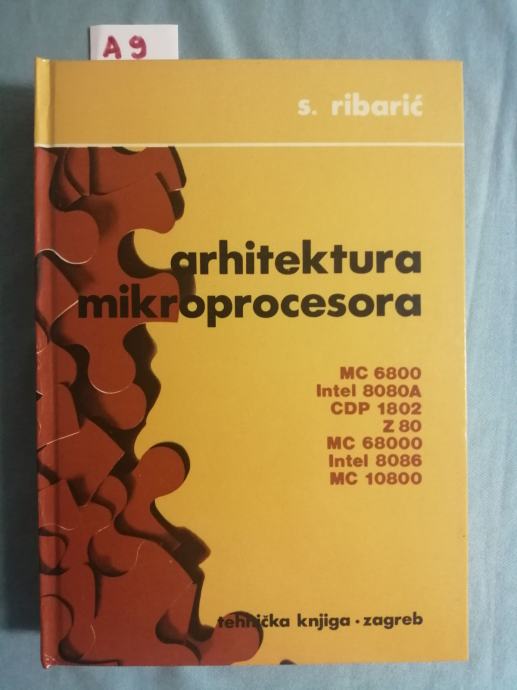 A9
s. ribarić
arhitektura
mikroprocesora
MC 6800
Intel 8080A
CDP 1802
Z 80
MC 68000
Intel 8086
MC 10800
tehnička knjiga • zagreb